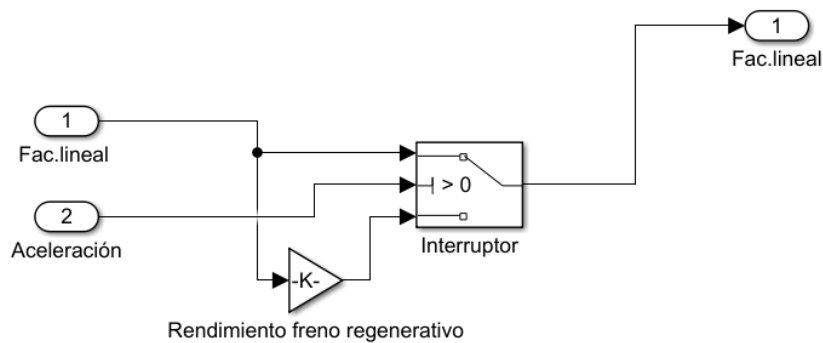 1
Fac.lineal
1
Fac.lineal
2
Aceleración
> 0
Interruptor
-K-
Rendimiento freno regenerativo